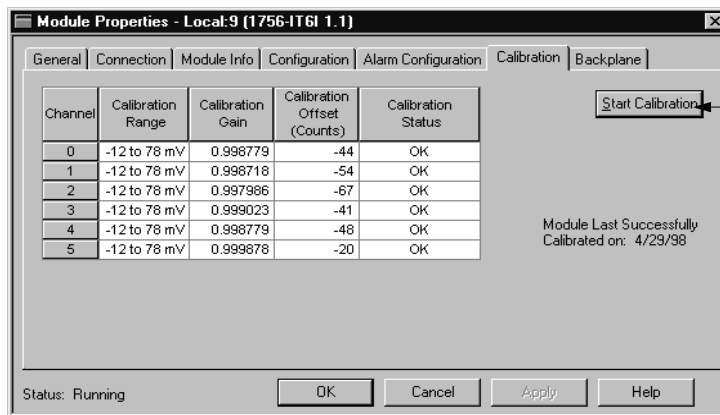 Module Properties - Local:9 (1756-IT6I 1.1)
General Connection Module Info Configuration Alarm Configuration Calibration Backplane
Channel Calibration Range Calibration Gain Calibration Offset (Counts) Calibration Status
0 -12 to 78 mV 0.998779 -44 OK
1 -12 to 78 mV 0.998718 -54 OK
2 -12 to 78 mV 0.997986 -67 OK
3 -12 to 78 mV 0.999023 -41 OK
4 -12 to 78 mV 0.998779 -48 OK
5 -12 to 78 mV 0.999878 -20 OK
Start Calibration
Module Last Successfully
Calibrated on: 4/29/98
Status: Running
OK Cancel Apply Help